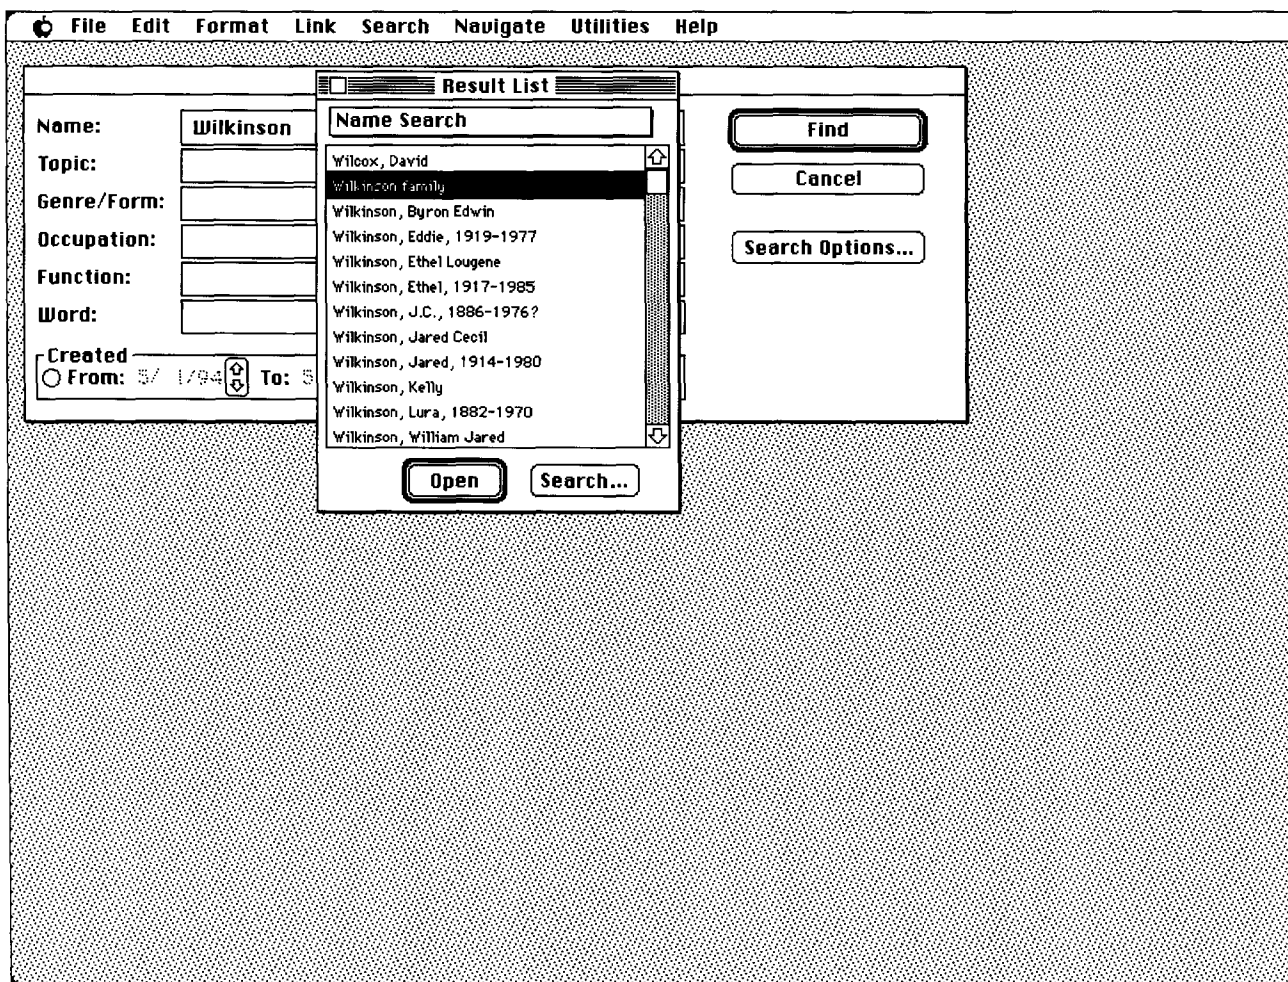 File Edit Format Link Search Navigate Utilities Help
Result List
Name Search
Wilcox, David
Wilkinson family
Wilkinson, Byron Edwin
Wilkinson, Eddie, 1919-1977
Wilkinson, Ethel Lougene
Wilkinson, Ethel, 1917-1985
Wilkinson, J.C., 1886-1976?
Wilkinson, Jared Cecil
Wilkinson, Jared, 1914-1980
Wilkinson, Kelly
Wilkinson, Lura, 1882-1970
Wilkinson, William Jared
Open Search...
Name: Wilkinson
Topic:
Genre/Form:
Occupation:
Function:
Word:
Created
From: 5/ 1/94 To: 5
Find
Cancel
Search Options...